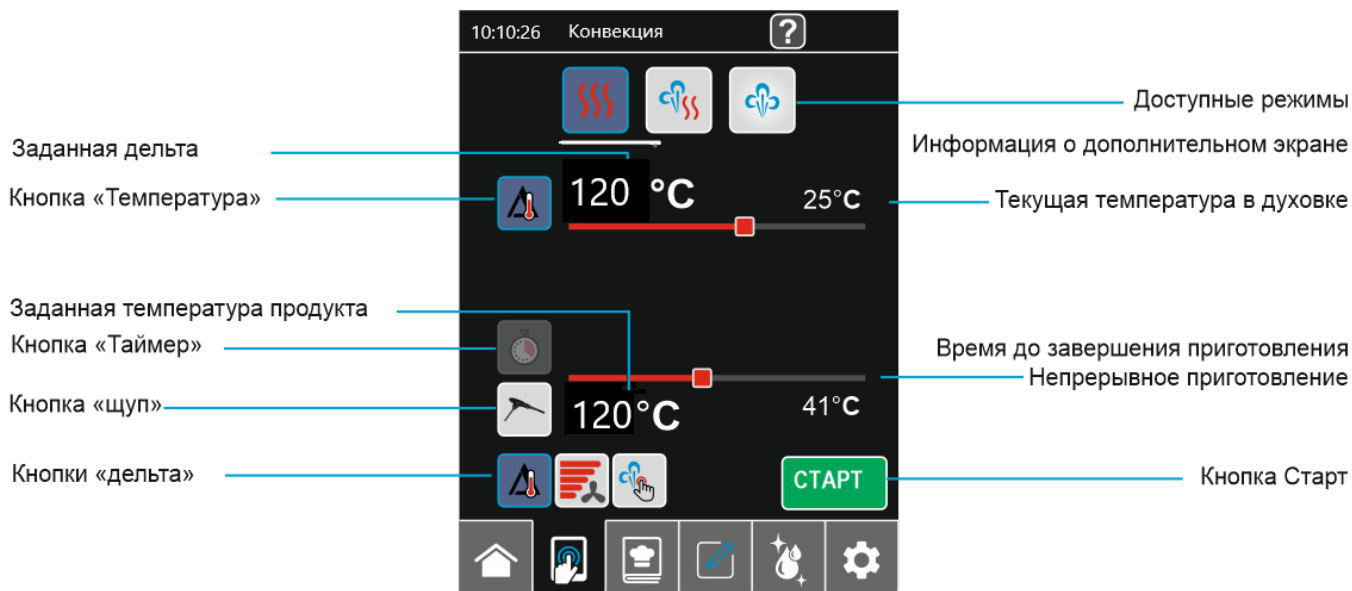 10:10:26 Конвекция ?
Доступные режимы
Заданная дельта
Информация о дополнительном экране
Кнопка «Температура»
120 °C
25°C
Текущая температура в духовке
Заданная температура продукта
Кнопка «Таймер»
Время до завершения приготовления
Непрерывное приготовление
Кнопка «щуп»
120°C
41°C
Кнопки «дельта»
СТАРТ
Кнопка Старт